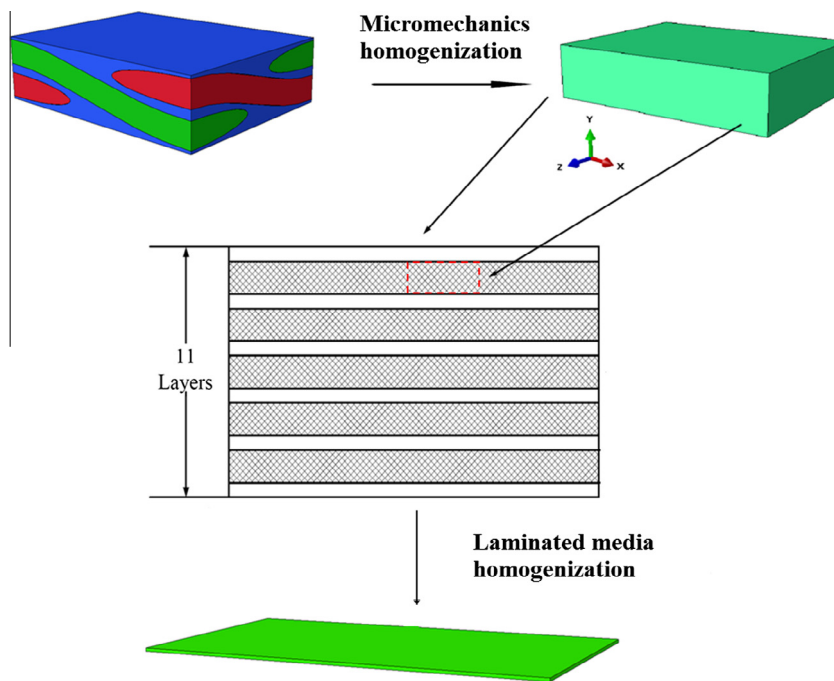 Micromechanics
homogenization
Y
Z
X
11
Layers
Laminated media
homogenization